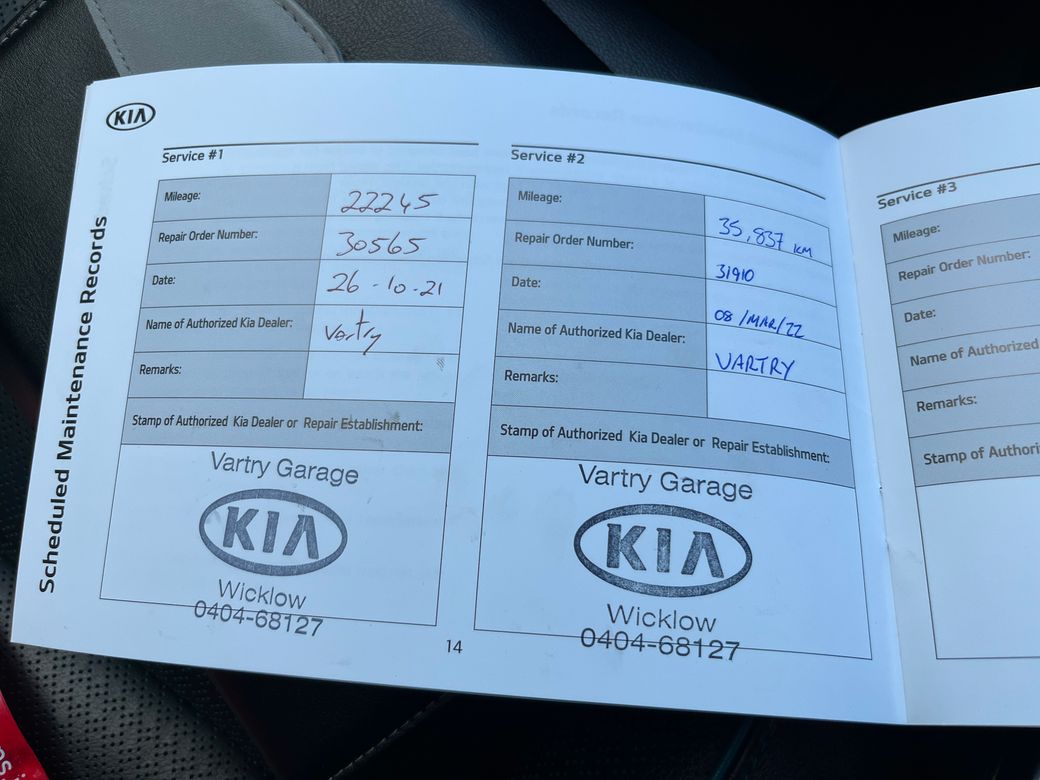 KIA
Scheduled Maintenance Records
Service #1
Mileage: 22245
Repair Order Number: 30565
Date: 26-10-21
Name of Authorized Kia Dealer: Vartry
Remarks:
Stamp of Authorized Kia Dealer or Repair Establishment:
Vartry Garage
KIA
Wicklow
0404-68127
Service #2
Mileage: 35,837 KM
Repair Order Number: 31910
Date: 08/MAR/22
Name of Authorized Kia Dealer: VARTRY
Remarks:
Stamp of Authorized Kia Dealer or Repair Establishment:
Vartry Garage
KIA
Wicklow
0404-68127
14
Service #3
Mileage:
Repair Order Number:
Date:
Name of Authorized
Remarks:
Stamp of